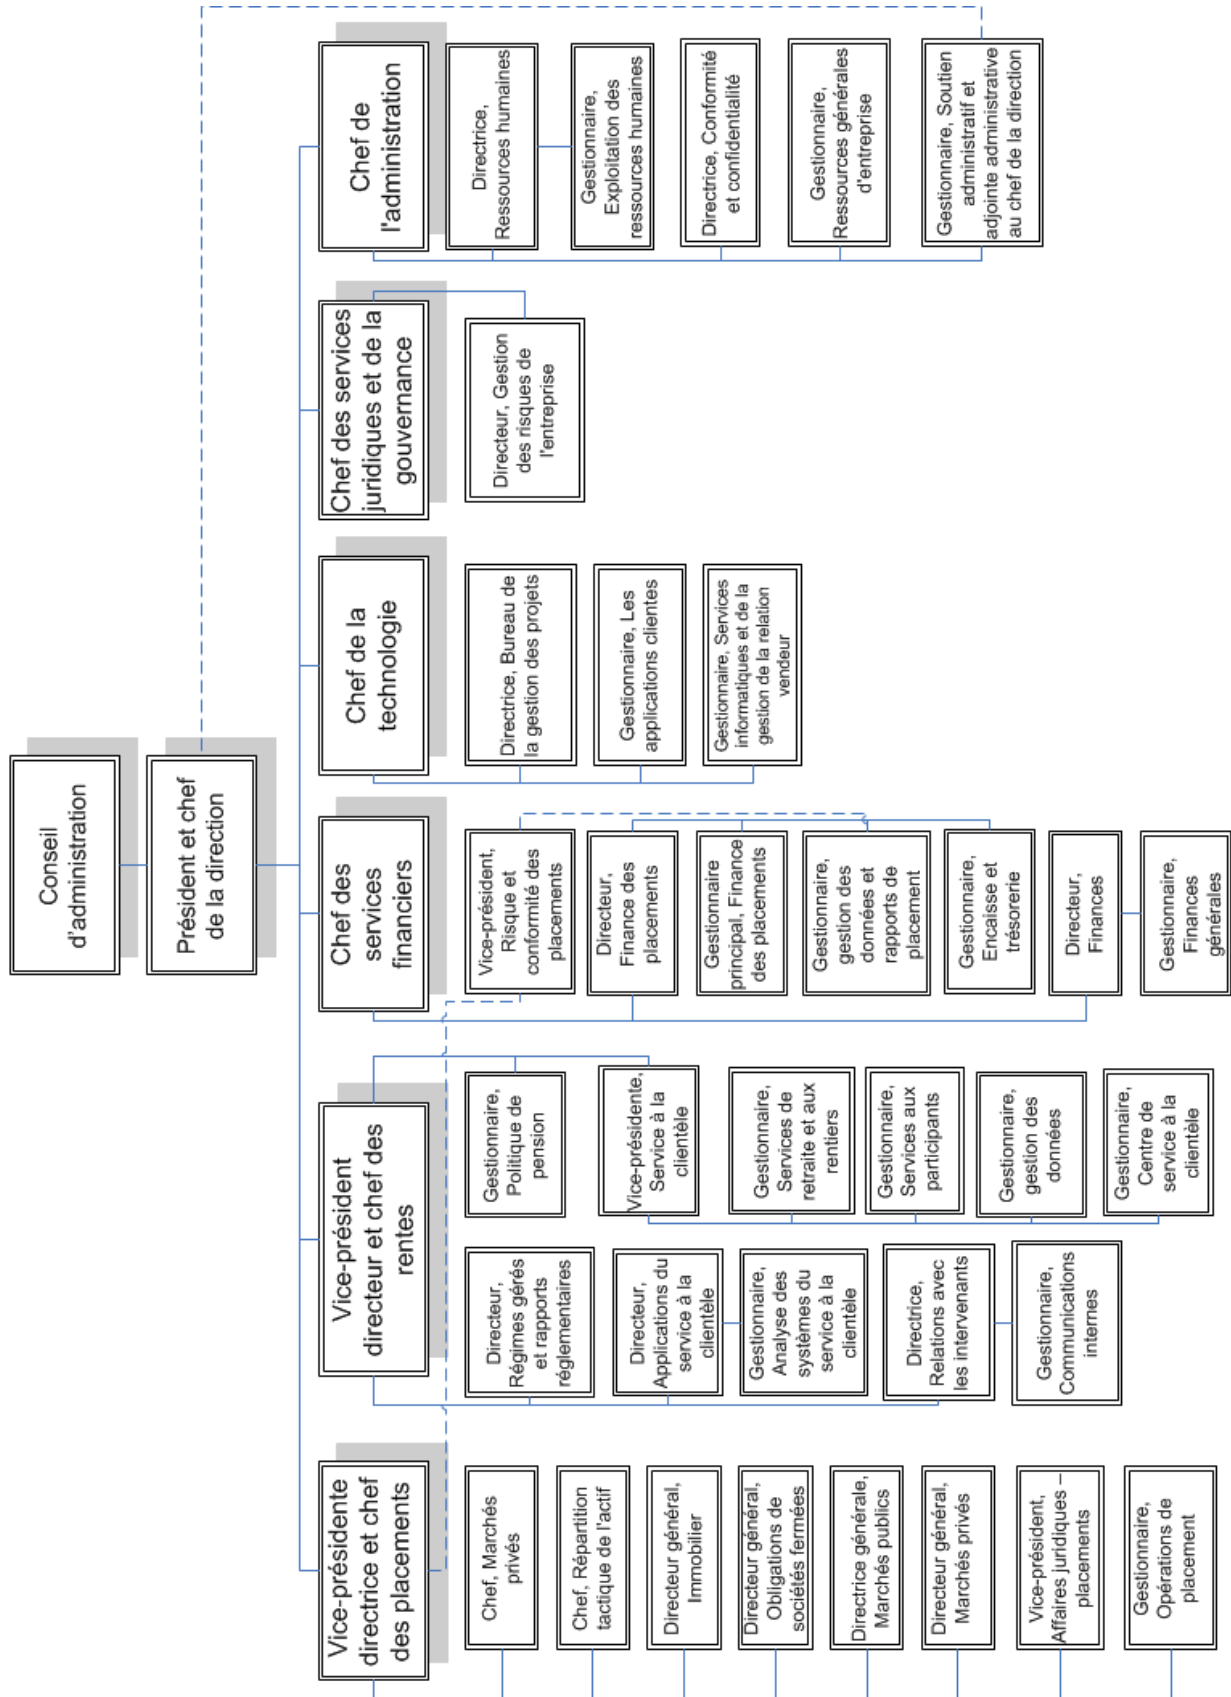 Conseil
d'administration
Président et chef
de la direction
Vice-présidente
directrice et chef
des placements
Chef, Marchés
privés
Chef, Répartition
tactique de l'actif
Directeur général,
Immobilier
Directeur général,
Obligations de
sociétés fermées
Directrice générale,
Marchés publics
Directeur général,
Marchés privés
Vice-président,
Affaires juridiques –
placements
Gestionnaire,
Opérations de
placement
Vice-président
directeur et chef des
rentes
Directeur,
Régimes gérés
et rapports
réglementaires
Directeur,
Applications du
service à la
clientèle
Gestionnaire,
Analyse des
systèmes du
service à la
clientèle
Directrice,
Relations avec
les intervenants
Gestionnaire,
Communications
internes
Gestionnaire,
Politique de
pension
Vice-présidente,
Service à la
clientèle
Gestionnaire,
Services de
retraite et aux
rentiers
Gestionnaire,
Services aux
participants
Gestionnaire,
gestion des
données
Gestionnaire,
Centre de
service à la
clientèle
Chef des
services
financiers
Vice-président,
Risque et
conformité des
placements
Directeur,
Finance des
placements
Gestionnaire
principal, Finance
des placements
Gestionnaire,
gestion des
données et
rapports de
placement
Gestionnaire,
Encaisse et
trésorerie
Directeur,
Finances
Gestionnaire,
Finances
générales
Chef de la
technologie
Directrice, Bureau de
la gestion des projets
Gestionnaire, Les
applications clientes
Gestionnaire, Services
informatiques et de la
gestion de la relation
vendeur
Chef des services
juridiques et de la
gouvernance
Directeur, Gestion
des risques de
l'entreprise
Chef de
l'administration
Directrice,
Ressources humaines
Gestionnaire,
Exploitation des
ressources humaines
Directrice, Conformité
et confidentialité
Gestionnaire,
Ressources générales
d'entreprise
Gestionnaire, Soutien
administratif et
adjointe administrative
au chef de la direction